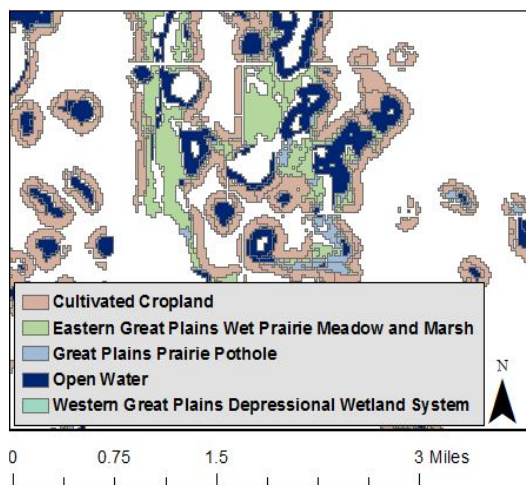 Cultivated Cropland
Eastern Great Plains Wet Prairie Meadow and Marsh
Great Plains Prairie Pothole
Open Water
Western Great Plains Depressional Wetland System
N
0 0.75 1.5 3 Miles